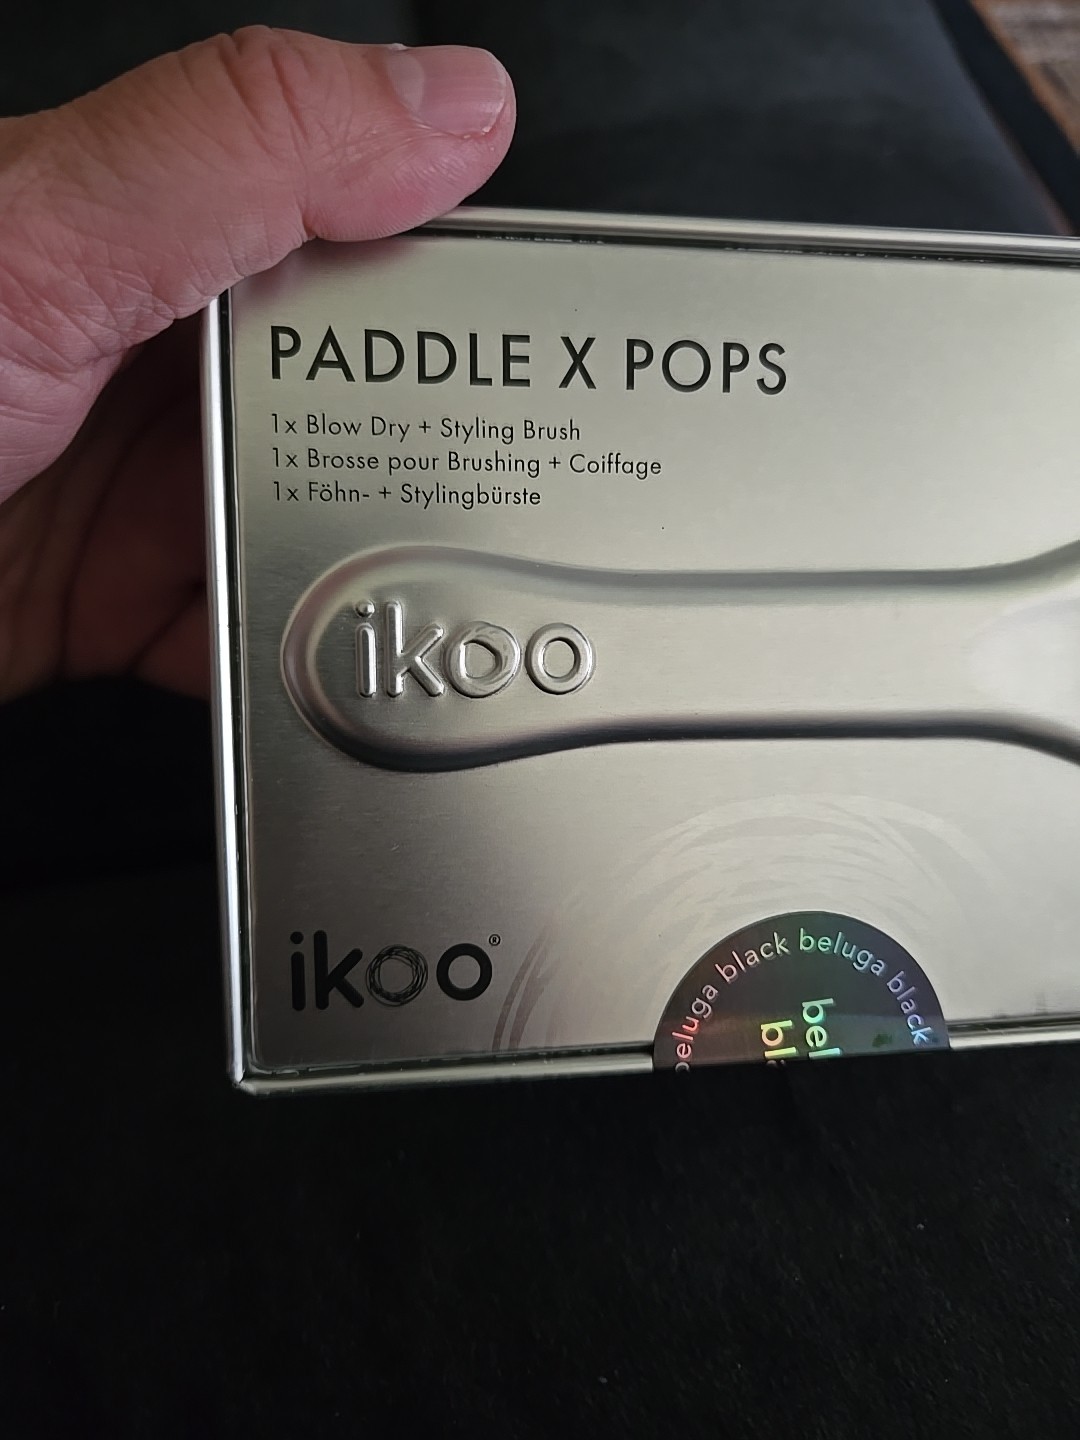 PADDLE X POPS
1x Blow Dry + Styling Brush
1x Brosse pour Brushing + Coiffage
1x Föhn- + Stylingbürste
ikoo
ikoo®
beluga black beluga black